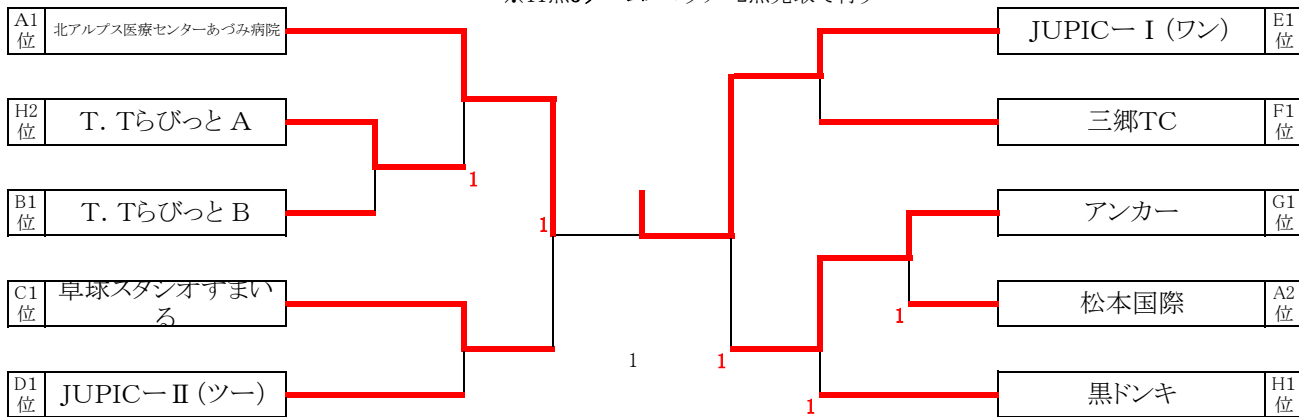 A1
位
北アルプス医療センターあづみ病院
H2
位
T．Tらびっと A
1
B1
位
T．Tらびっと B
1
C1
位
卓球スタジオすまい
る
D1
位
JUPICーⅡ（ツー）
1
JUPICーⅠ（ワン）
E1
位
三郷TC
F1
位
アンカー
G1
位
松本国際
A2
位
1
1
黒ドンキ
H1
位
1